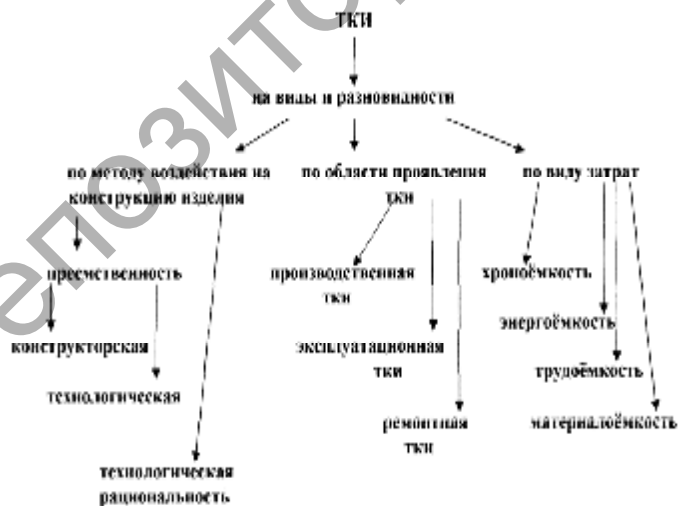 ТКИ
на виды и разновидности
по методу воздействия на
конструкцию изделия
по области проявления
тки
по виду затрат
преемственность
производственная
тки
хроноёмкость
энергоёмкость
конструкторская
эксплуатационная
тки
трудоёмкость
технологическая
ремонтная
тки
материалоёмкость
технологическая
рациональность